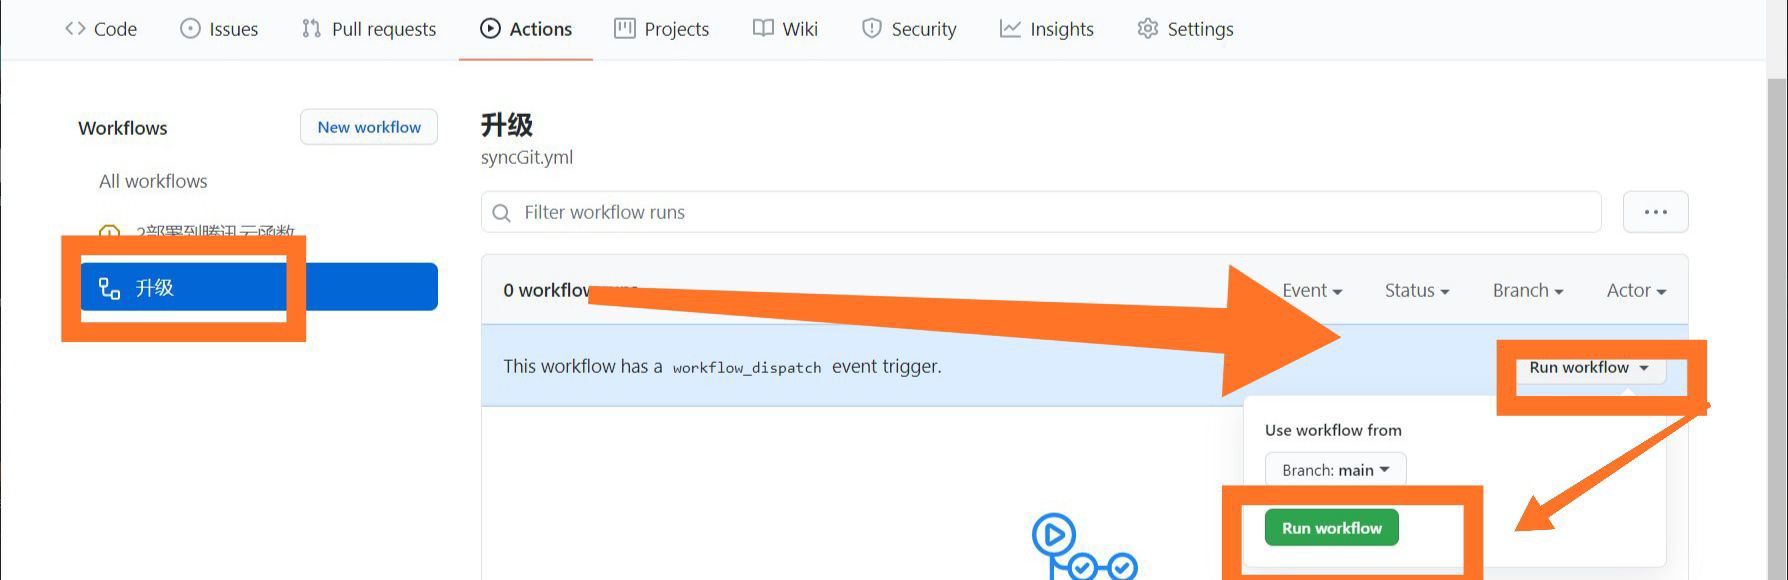 Code Issues Pull requests Actions Projects Wiki Security Insights Settings
Workflows
New workflow
All workflows
2部署到腾讯云函数
升级
升级
syncGit.yml
Filter workflow runs
0 workflow runs
Event Status Branch Actor
This workflow has a workflow_dispatch event trigger.
Run workflow
Use workflow from
Branch: main
Run workflow